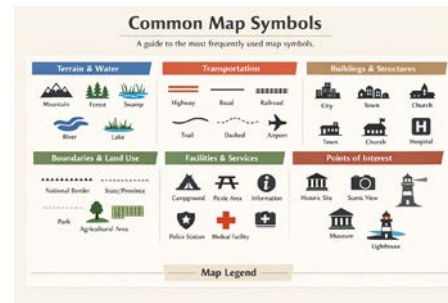 Common Map Symbols
A guide to the most frequently used map symbols.
Terrain & Water
Transportation
Buildings & Structures
Mountain Forest Swamp
Highway Road Railroad
City Town Church
River Lake
Trail Dashed Airport
Town Church Hospital
H
Boundaries & Land Use
Facilities & Services
Points of Interest
National Border State/Province
Campground Picnic Area Information
Historic Site Scenic View
Park
Agricultural Area
Police Station Medical Facility
Museum
Lighthouse
Map Legend